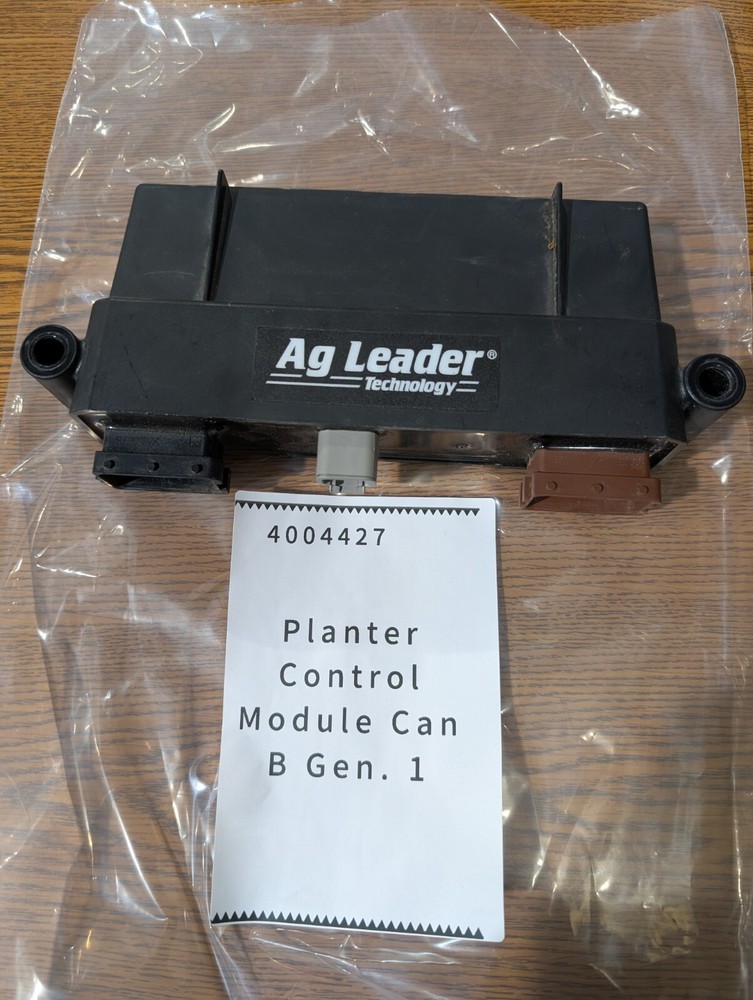 Ag Leader®
Technology
4004427
Planter
Control
Module Can
B Gen. 1